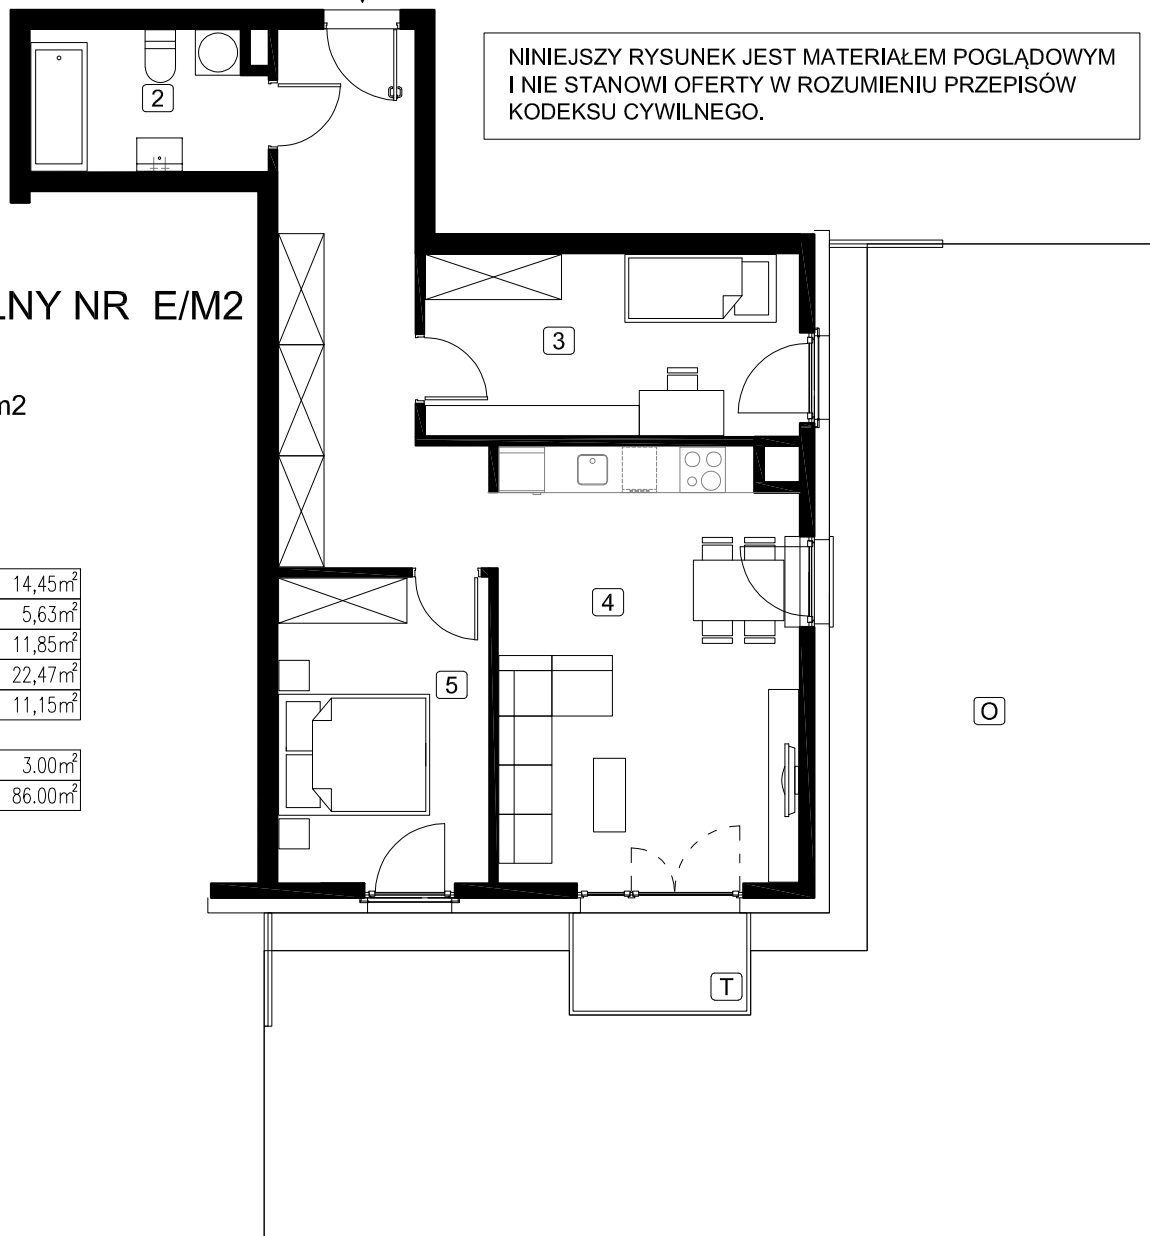 NINIEJSZY RYSUNEK JEST MATERIAŁEM POGLĄDOWYM
I NIE STANOWI OFERTY W ROZUMIENIU PRZEPISÓW
KODEKSU CYWILNEGO.
2
LNY NR E/M2
3
m2
14,45m²
5,63m²
11,85m²
22,47m²
11,15m²
3.00m²
86.00m²
4
5
O
T